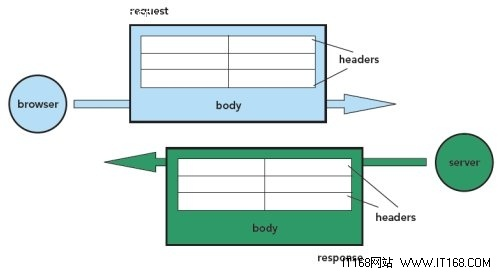 request
headers
browser
body
server
headers
body
response
IT168网站 WWW.IT168.COM